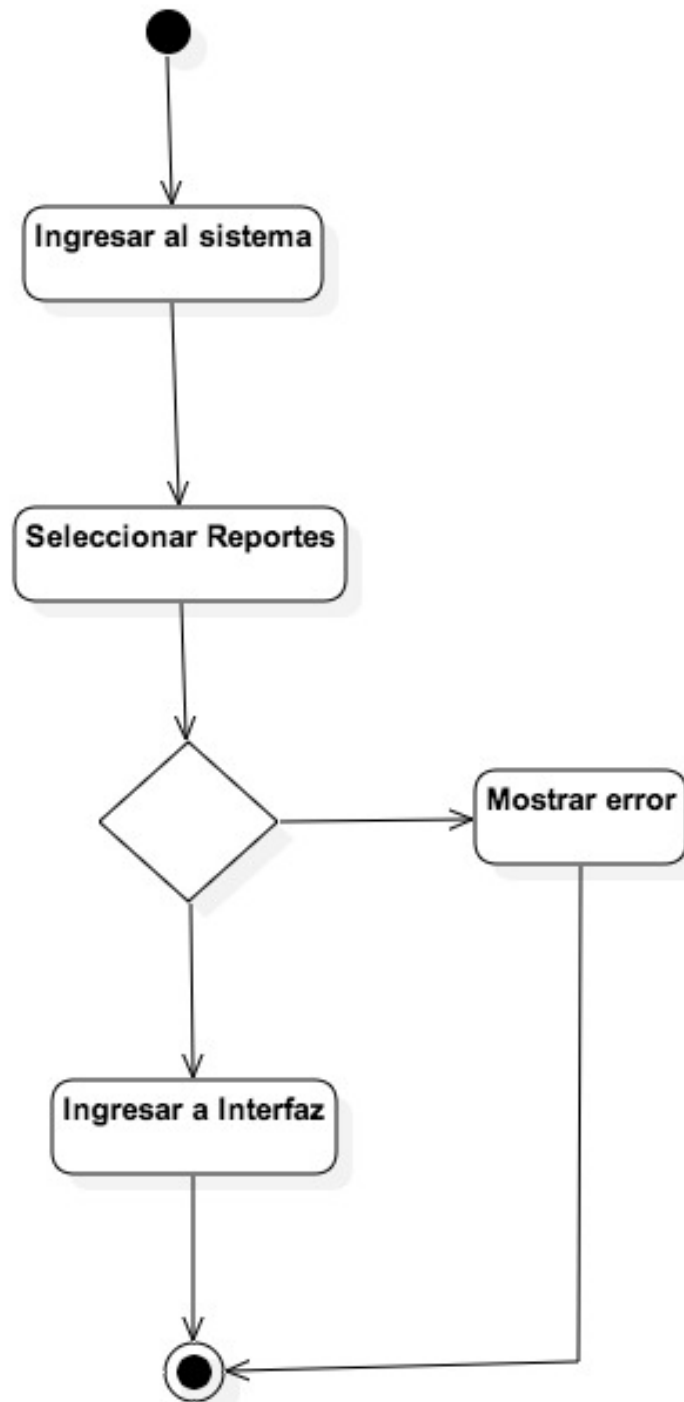 Ingresar al sistema
Seleccionar Reportes
Mostrar error
Ingresar a Interfaz